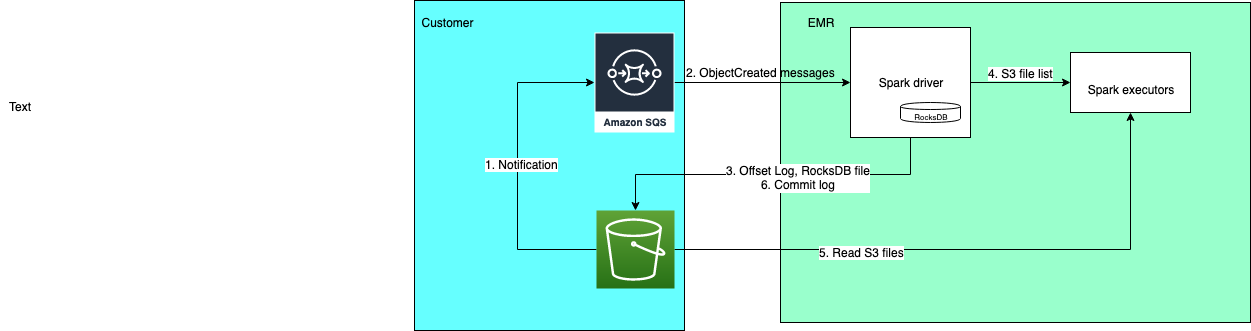 Customer
EMR
Amazon SQS
2. ObjectCreated messages
Spark driver
RocksDB
4. S3 file list
Spark executors
Text
1. Notification
3. Offset Log, RocksDB file
6. Commit log
5. Read S3 files